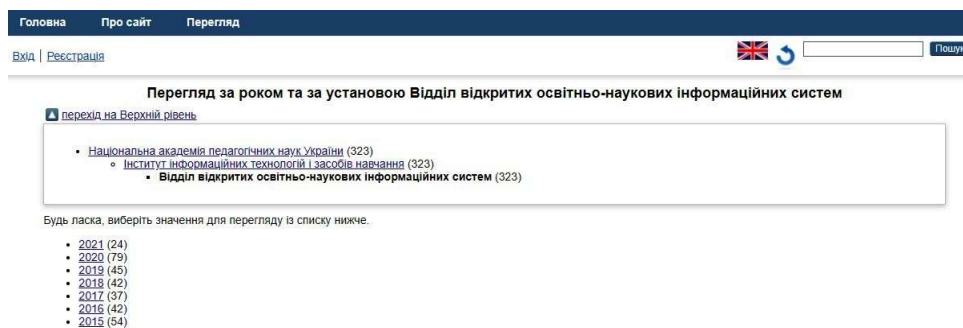 Головна Про сайт Перегляд
Вхід | Реєстрація
Пошук
Перегляд за роком та за установою Відділ відкритих освітньо-наукових інформаційних систем
перехід на Верхній рівень
• Національна академія педагогічних наук України (323)
◦ Інститут інформаційних технологій і засобів навчання (323)
▪ Відділ відкритих освітньо-наукових інформаційних систем (323)
Будь ласка, виберіть значення для перегляду із списку нижче.
• 2021 (24)
• 2020 (79)
• 2019 (45)
• 2018 (42)
• 2017 (37)
• 2016 (42)
• 2015 (54)